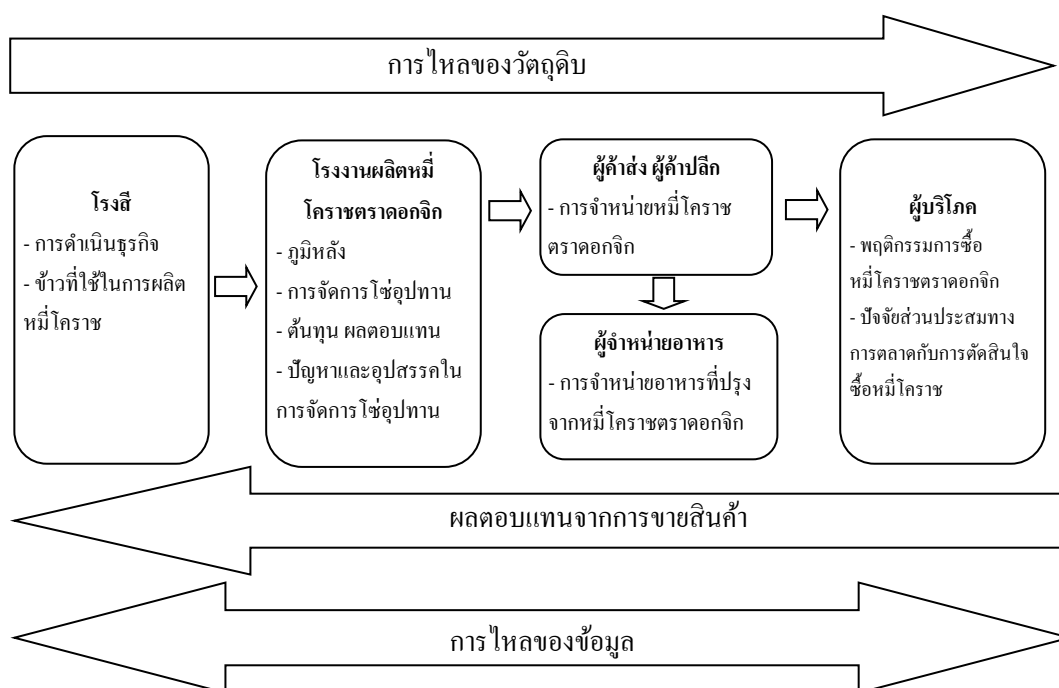 การไหลของวัตถุดิบ
โรงสี
- การดำเนินธุรกิจ
- ข้าวที่ใช้ในการผลิต
หมี่โคราช
โรงงานผลิตหมี่
โคราชตราดอกจิก
- ภูมิหลัง
- การจัดการโซ่อุปทาน
- ต้นทุน ผลตอบแทน
- ปัญหาและอุปสรรคใน
การจัดการโซ่อุปทาน
ผู้ค้าส่ง ผู้ค้าปลีก
- การจำหน่ายหมี่โคราช
ตราดอกจิก
ผู้จำหน่ายอาหาร
- การจำหน่ายอาหารที่ปรุง
จากหมี่โคราชตราดอกจิก
ผู้บริโภค
- พฤติกรรมการซื้อ
หมี่โคราชตราดอกจิก
- ปัจจัยส่วนประสมทาง
การตลาดกับการตัดสินใจ
ซื้อหมี่โคราช
ผลตอบแทนจากการขายสินค้า
การไหลของข้อมูล